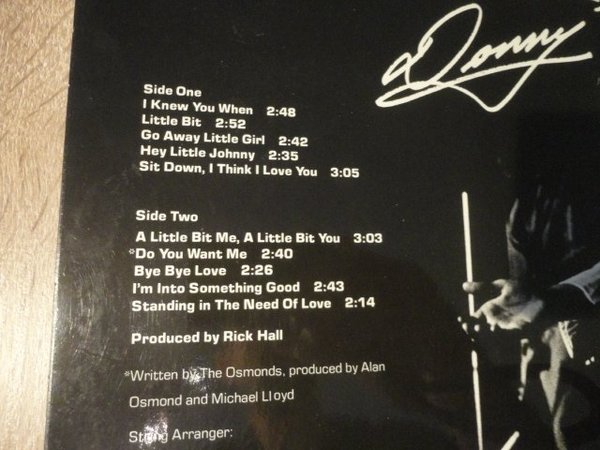 Donny
Side One
I Knew You When 2:48
Little Bit 2:52
Go Away Little Girl 2:42
Hey Little Johnny 2:35
Sit Down, I Think I Love You 3:05
Side Two
A Little Bit Me, A Little Bit You 3:03
*Do You Want Me 2:40
Bye Bye Love 2:26
I'm Into Something Good 2:43
Standing in The Need Of Love 2:14
Produced by Rick Hall
*Written by The Osmonds, produced by Alan
Osmond and Michael Lloyd
String Arranger: